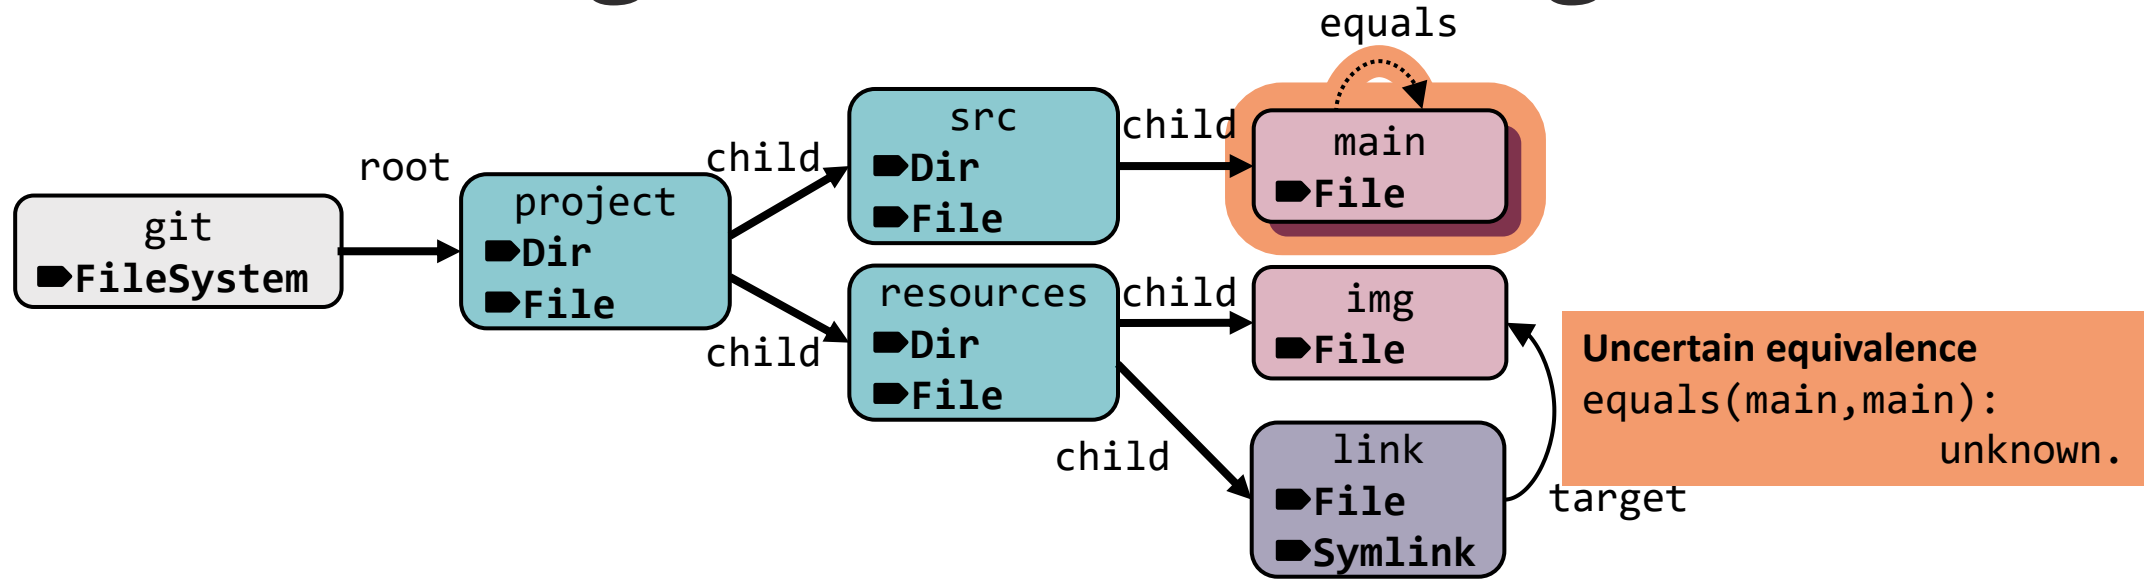 equals
root
child
child
git
FileSystem
project
Dir
File
src
Dir
File
child
main
File
resources
Dir
File
child
child
img
File
link
File
Symlink
target
Uncertain equivalence
equals(main,main):
unknown.